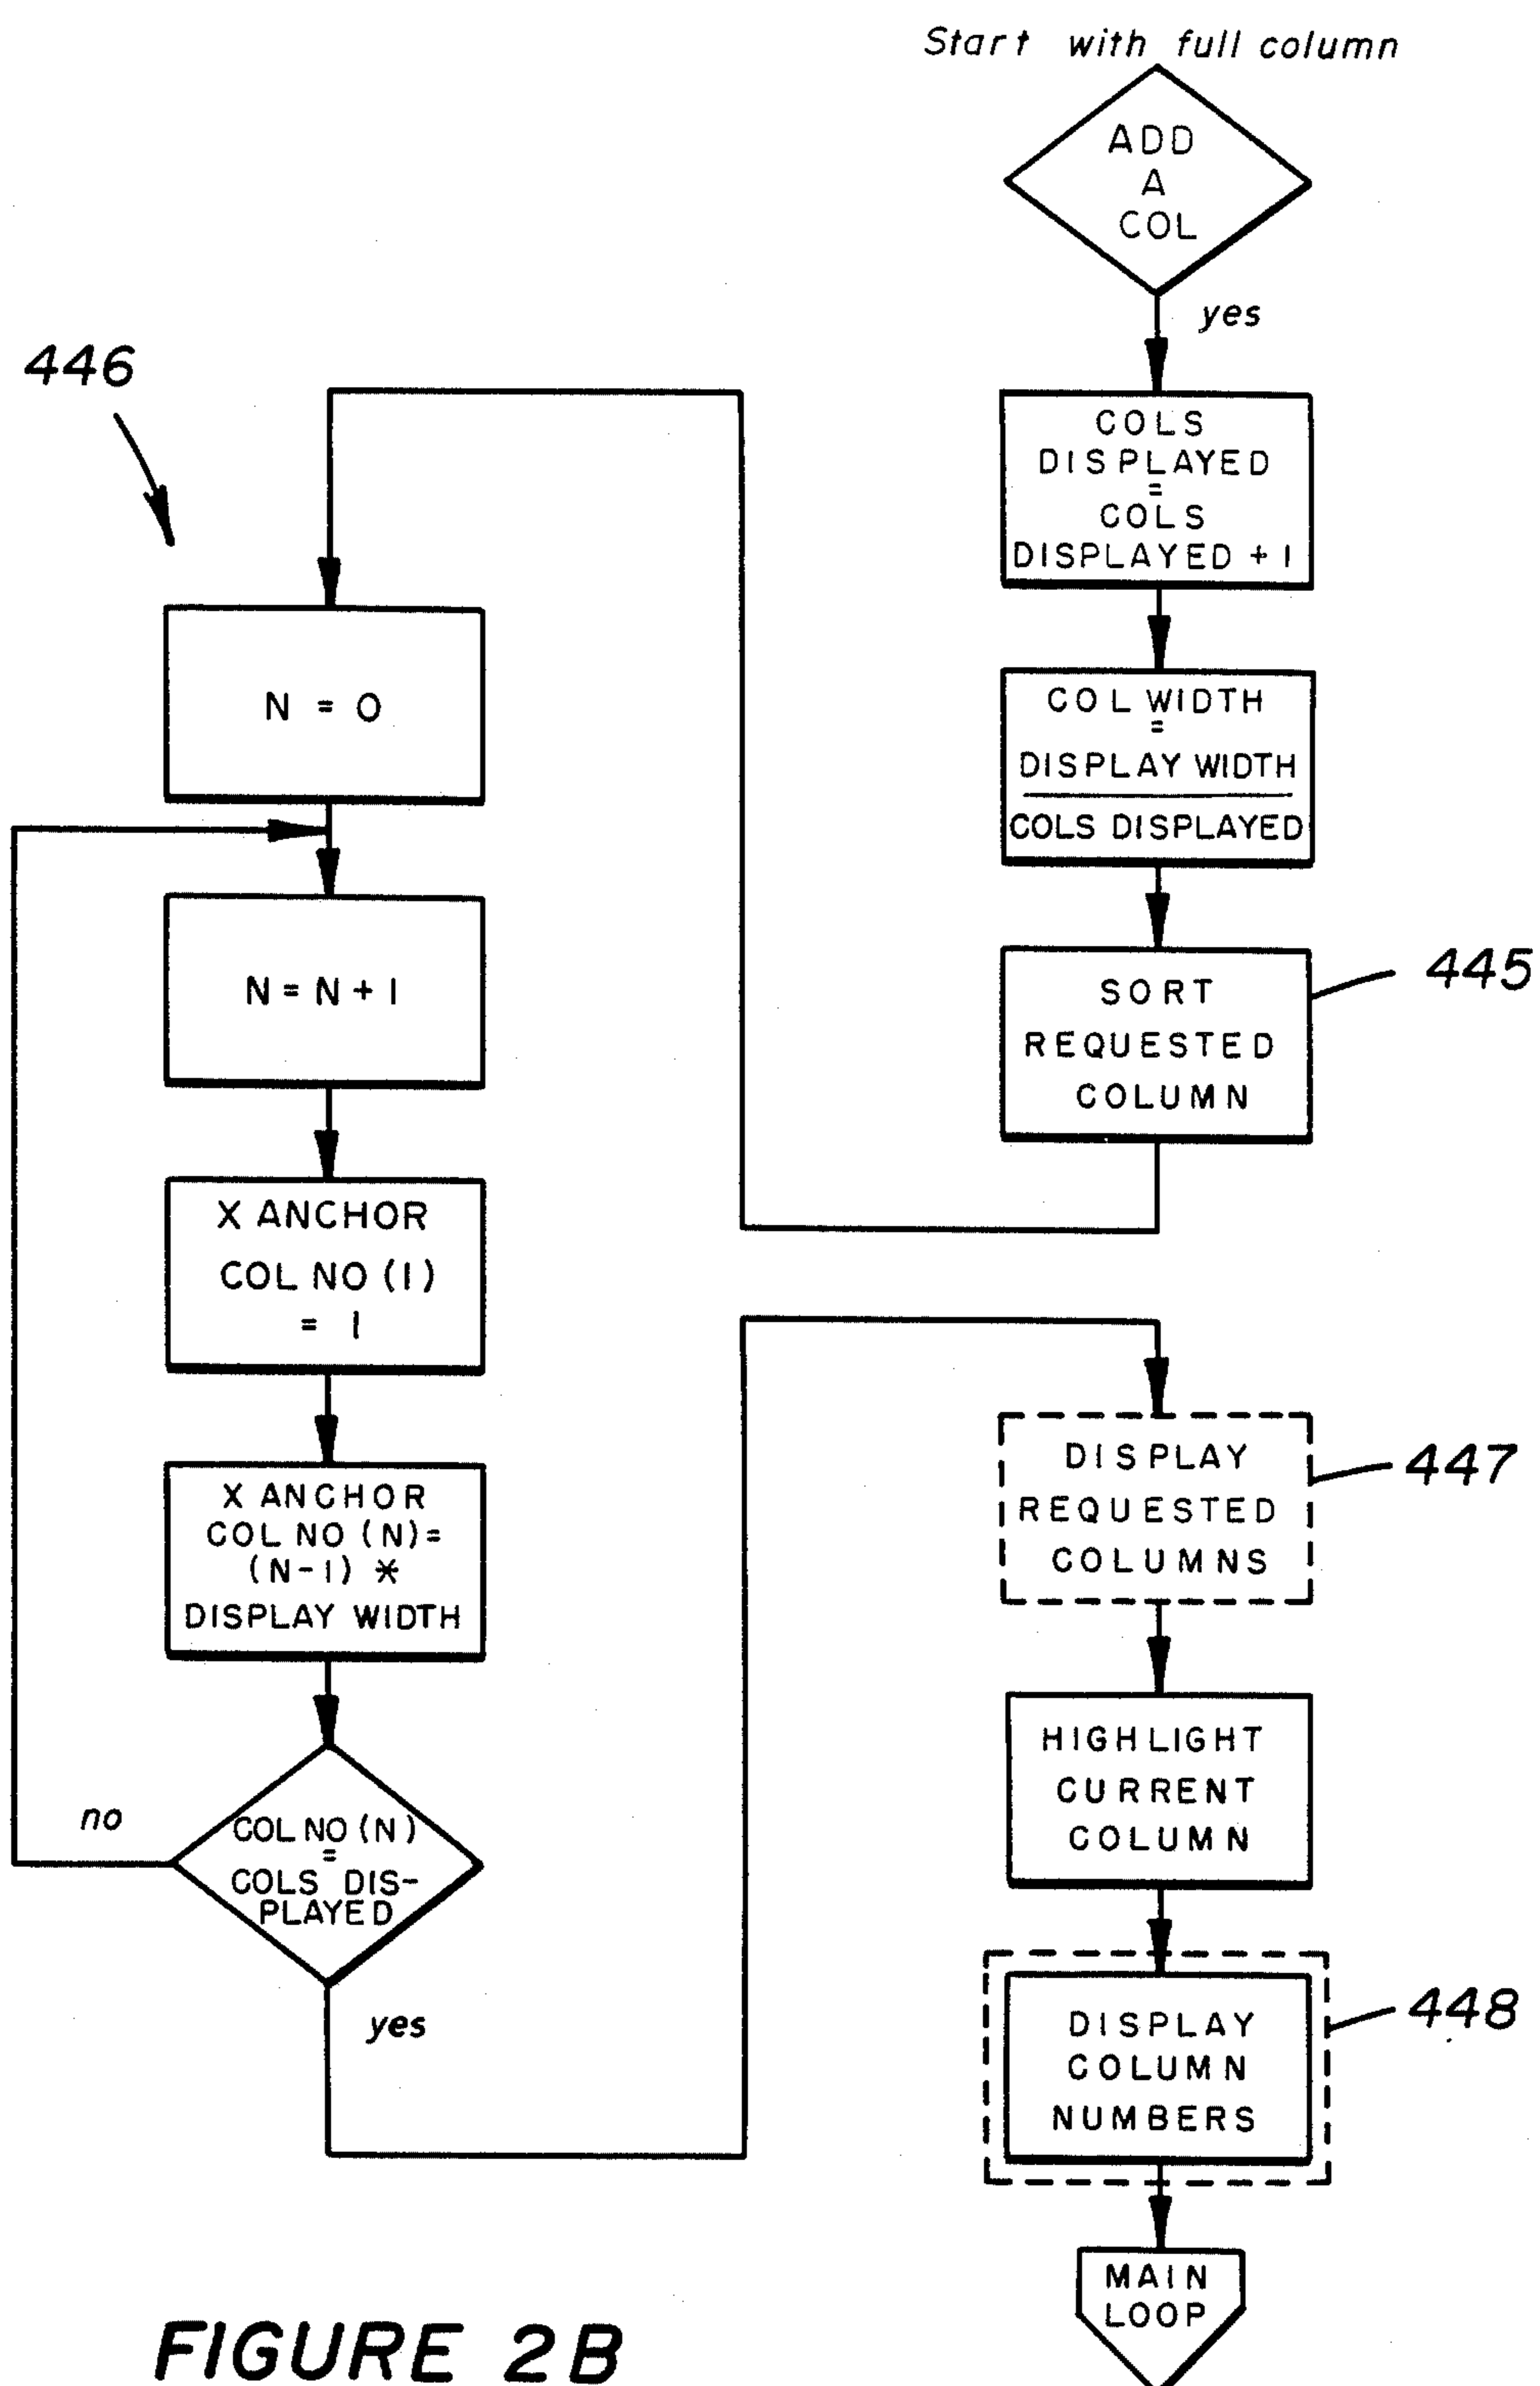 Start with full column
ADD
A
COL
yes
COLS
DISPLAYED
=
COLS
DISPLAYED + 1
COL WIDTH
=
DISPLAY WIDTH
COLS DISPLAYED
SORT
REQUESTED
COLUMN
445
446
N = 0
N = N + 1
X ANCHOR
COL NO (1)
= 1
X ANCHOR
COL NO (N) =
(N-1) *
DISPLAY WIDTH
COL NO (N)
=
COLS DIS-
PLAYED
no
yes
DISPLAY
REQUESTED
COLUMNS
447
HIGHLIGHT
CURRENT
COLUMN
DISPLAY
COLUMN
NUMBERS
448
MAIN
LOOP
FIGURE 2B